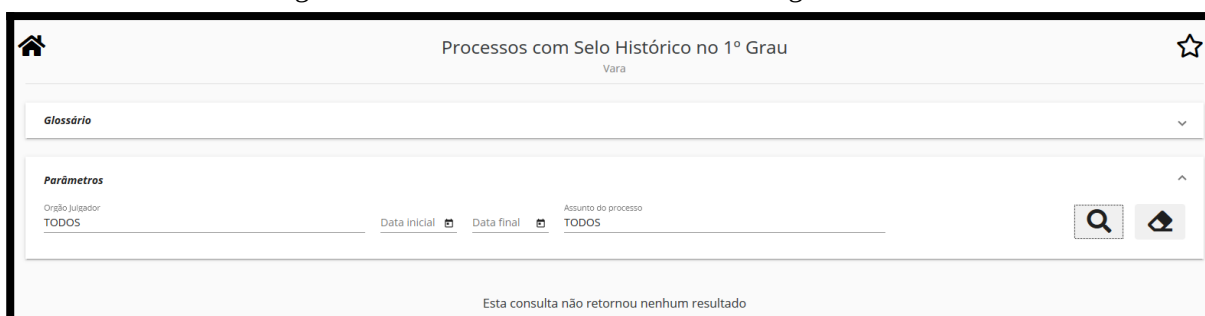 Processos com Selo Histórico no 1º Grau
Vara
Glossário
Parâmetros
Orgão Julgador
TODOS
Data inicial
Data final
Assunto do processo
TODOS
Esta consulta não retornou nenhum resultado